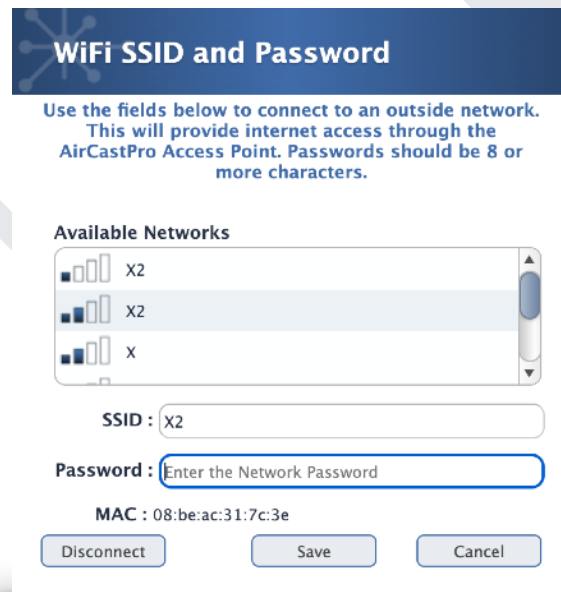 WiFi SSID and Password
Use the fields below to connect to an outside network.
This will provide internet access through the
AirCastPro Access Point. Passwords should be 8 or
more characters.
Available Networks
X2
X2
X
SSID : X2
Password : Enter the Network Password
MAC : 08:be:ac:31:7c:3e
Disconnect Save Cancel